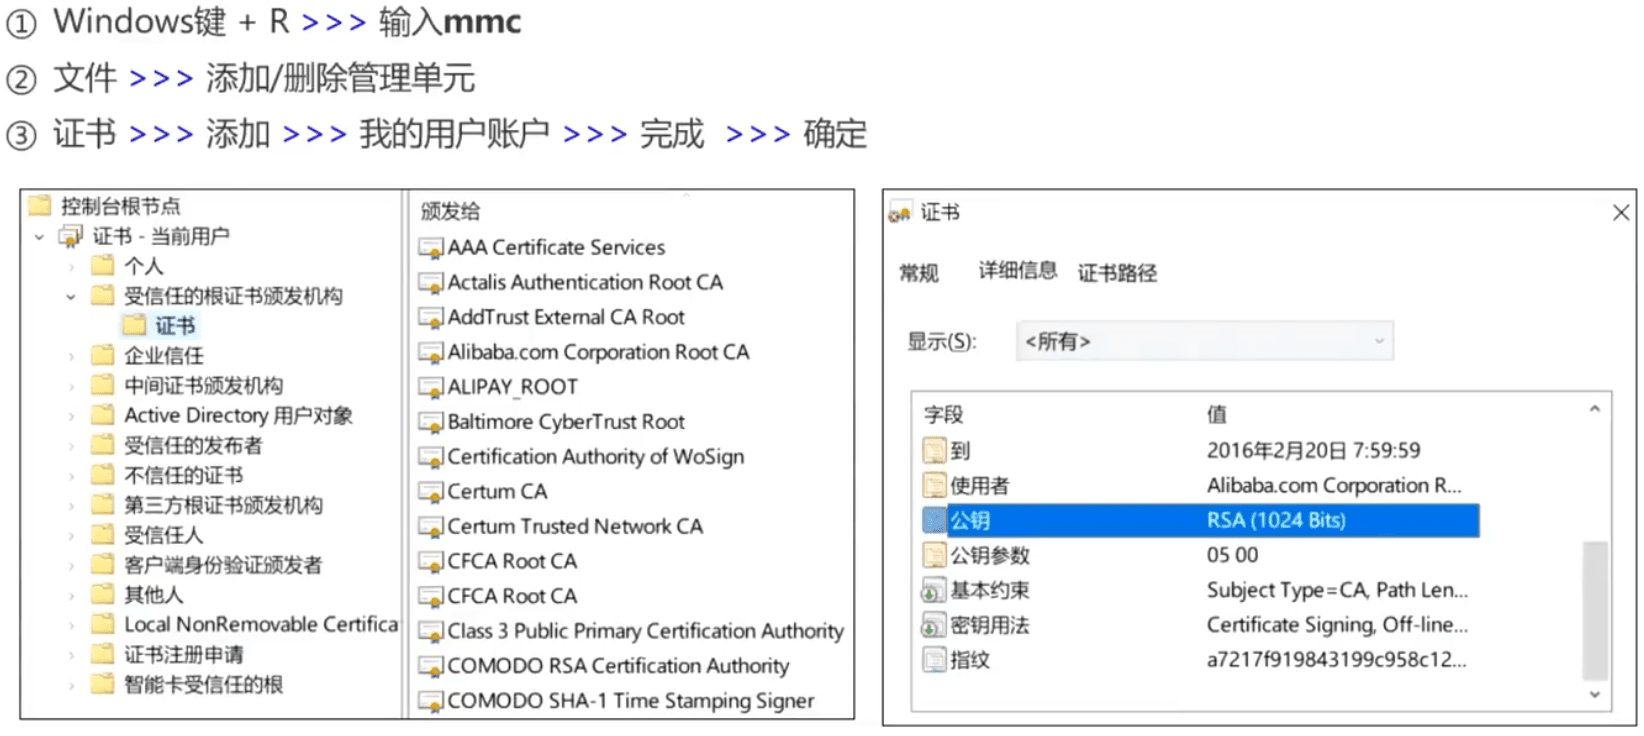 ① Windows键 + R >>> 输入mmc
② 文件 >>> 添加/删除管理单元
③ 证书 >>> 添加 >>> 我的用户账户 >>> 完成 >>> 确定
控制台根节点
证书 - 当前用户
个人
受信任的根证书颁发机构
证书
企业信任
中间证书颁发机构
Active Directory 用户对象
受信任的发布者
不信任的证书
第三方根证书颁发机构
受信任人
客户端身份验证颁发者
其他人
Local NonRemovable Certifica
证书注册申请
智能卡受信任的根
颁发给
AAA Certificate Services
Actalis Authentication Root CA
AddTrust External CA Root
Alibaba.com Corporation Root CA
ALIPAY_ROOT
Baltimore CyberTrust Root
Certification Authority of WoSign
Certum CA
Certum Trusted Network CA
CFCA Root CA
CFCA Root CA
Class 3 Public Primary Certification Authority
COMODO RSA Certification Authority
COMODO SHA-1 Time Stamping Signer
证书
常规 详细信息 证书路径
显示(S): <所有>
字段 值
到 2016年2月20日 7:59:59
使用者 Alibaba.com Corporation R...
公钥 RSA (1024 Bits)
公钥参数 05 00
基本约束 Subject Type=CA, Path Len...
密钥用法 Certificate Signing, Off-line...
指纹 a7217f919843199c958c12...